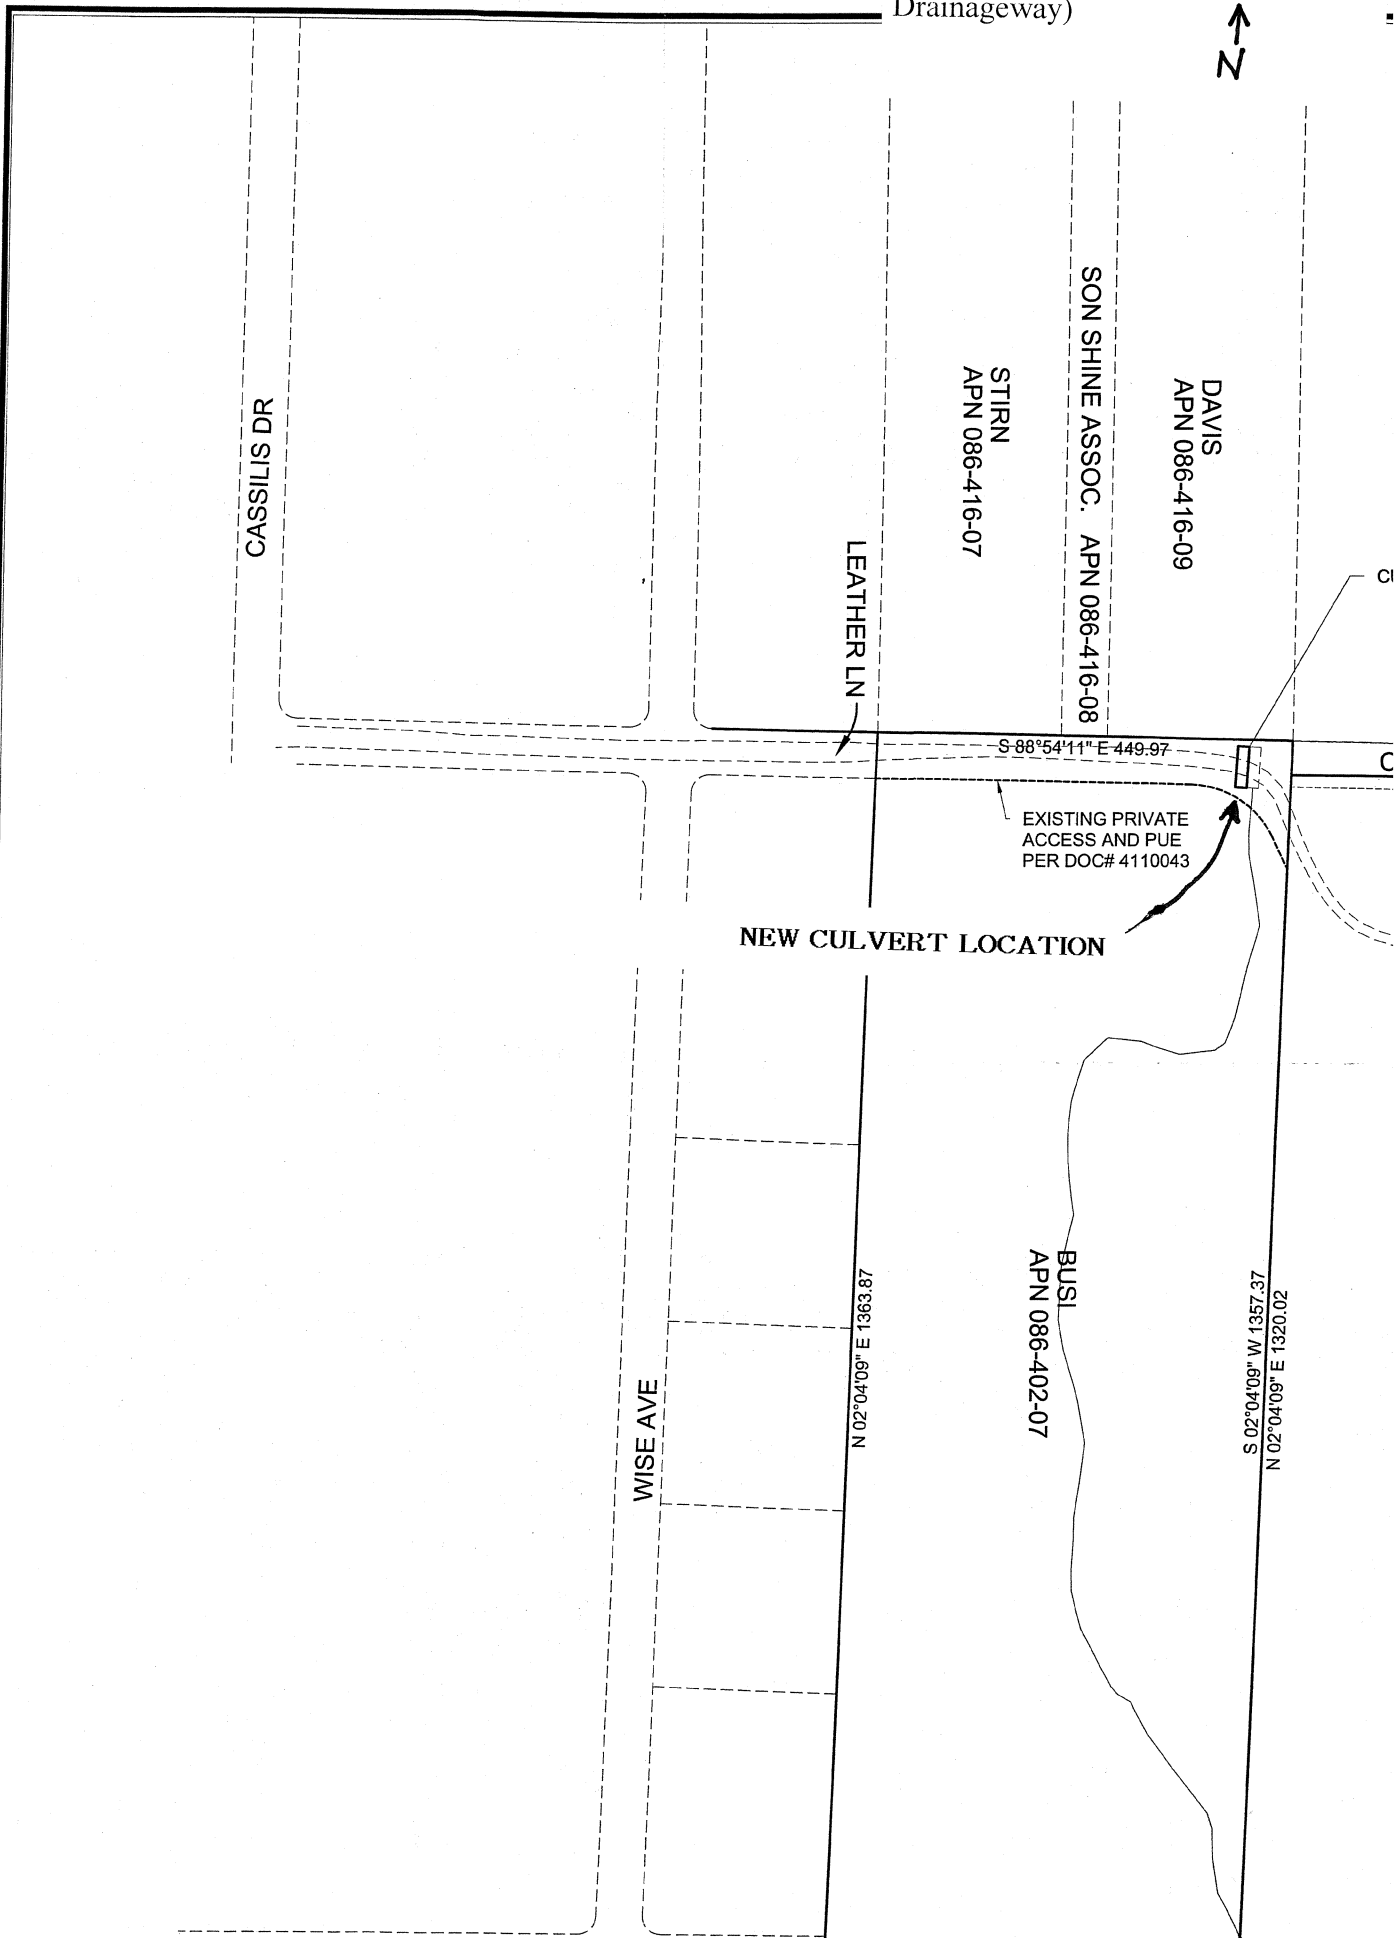 Drainageway)
N
CASSILIS DR
LEATHER LN
STIRN
APN 086-416-07
SON SHINE ASSOC. APN 086-416-08
DAVIS
APN 086-416-09
S 88°54'11" E 449.97
EXISTING PRIVATE
ACCESS AND PUE
PER DOC# 4110043
NEW CULVERT LOCATION
BUSI
APN 086-402-07
N 02°04'09" E 1363.87
S 02°04'09" W 1357.37
N 02°04'09" E 1320.02
WISE AVE